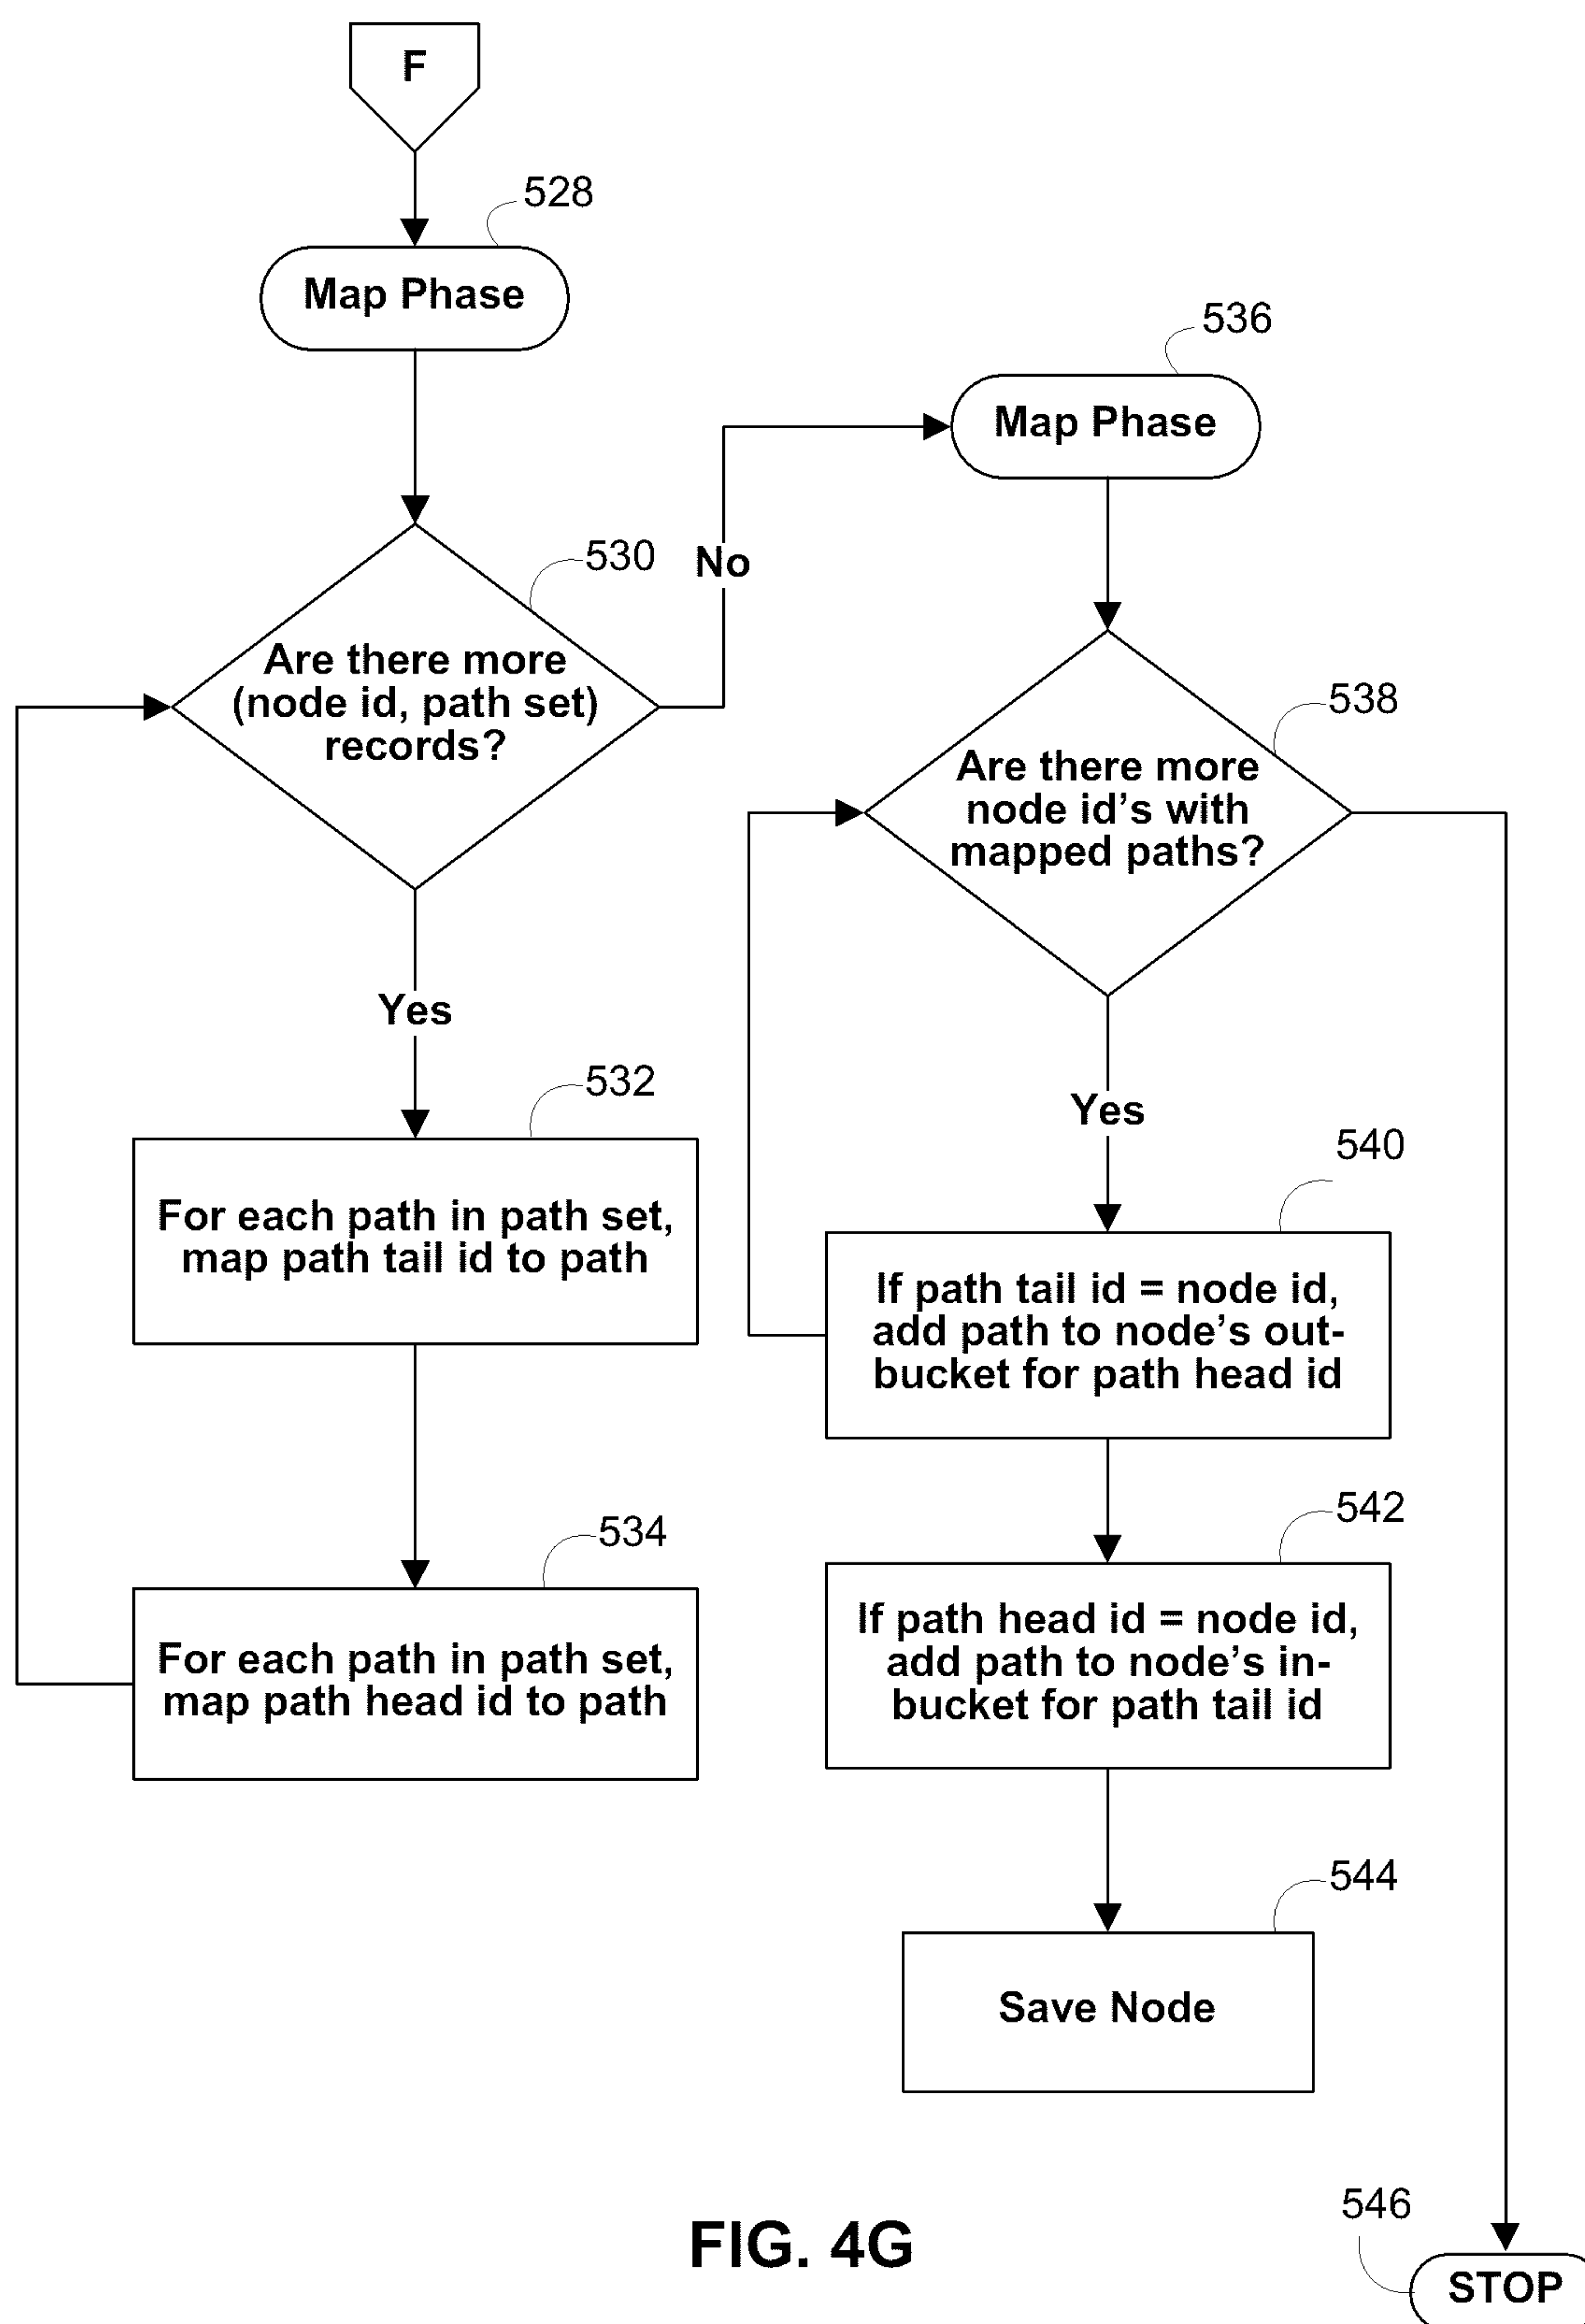 F
528
Map Phase
530
Are there more
(node id, path set)
records?
No
Yes
532
For each path in path set,
map path tail id to path
534
For each path in path set,
map path head id to path
536
Map Phase
538
Are there more
node id's with
mapped paths?
Yes
540
If path tail id = node id,
add path to node's out-
bucket for path head id
542
If path head id = node id,
add path to node's in-
bucket for path tail id
544
Save Node
546
STOP
FIG. 4G